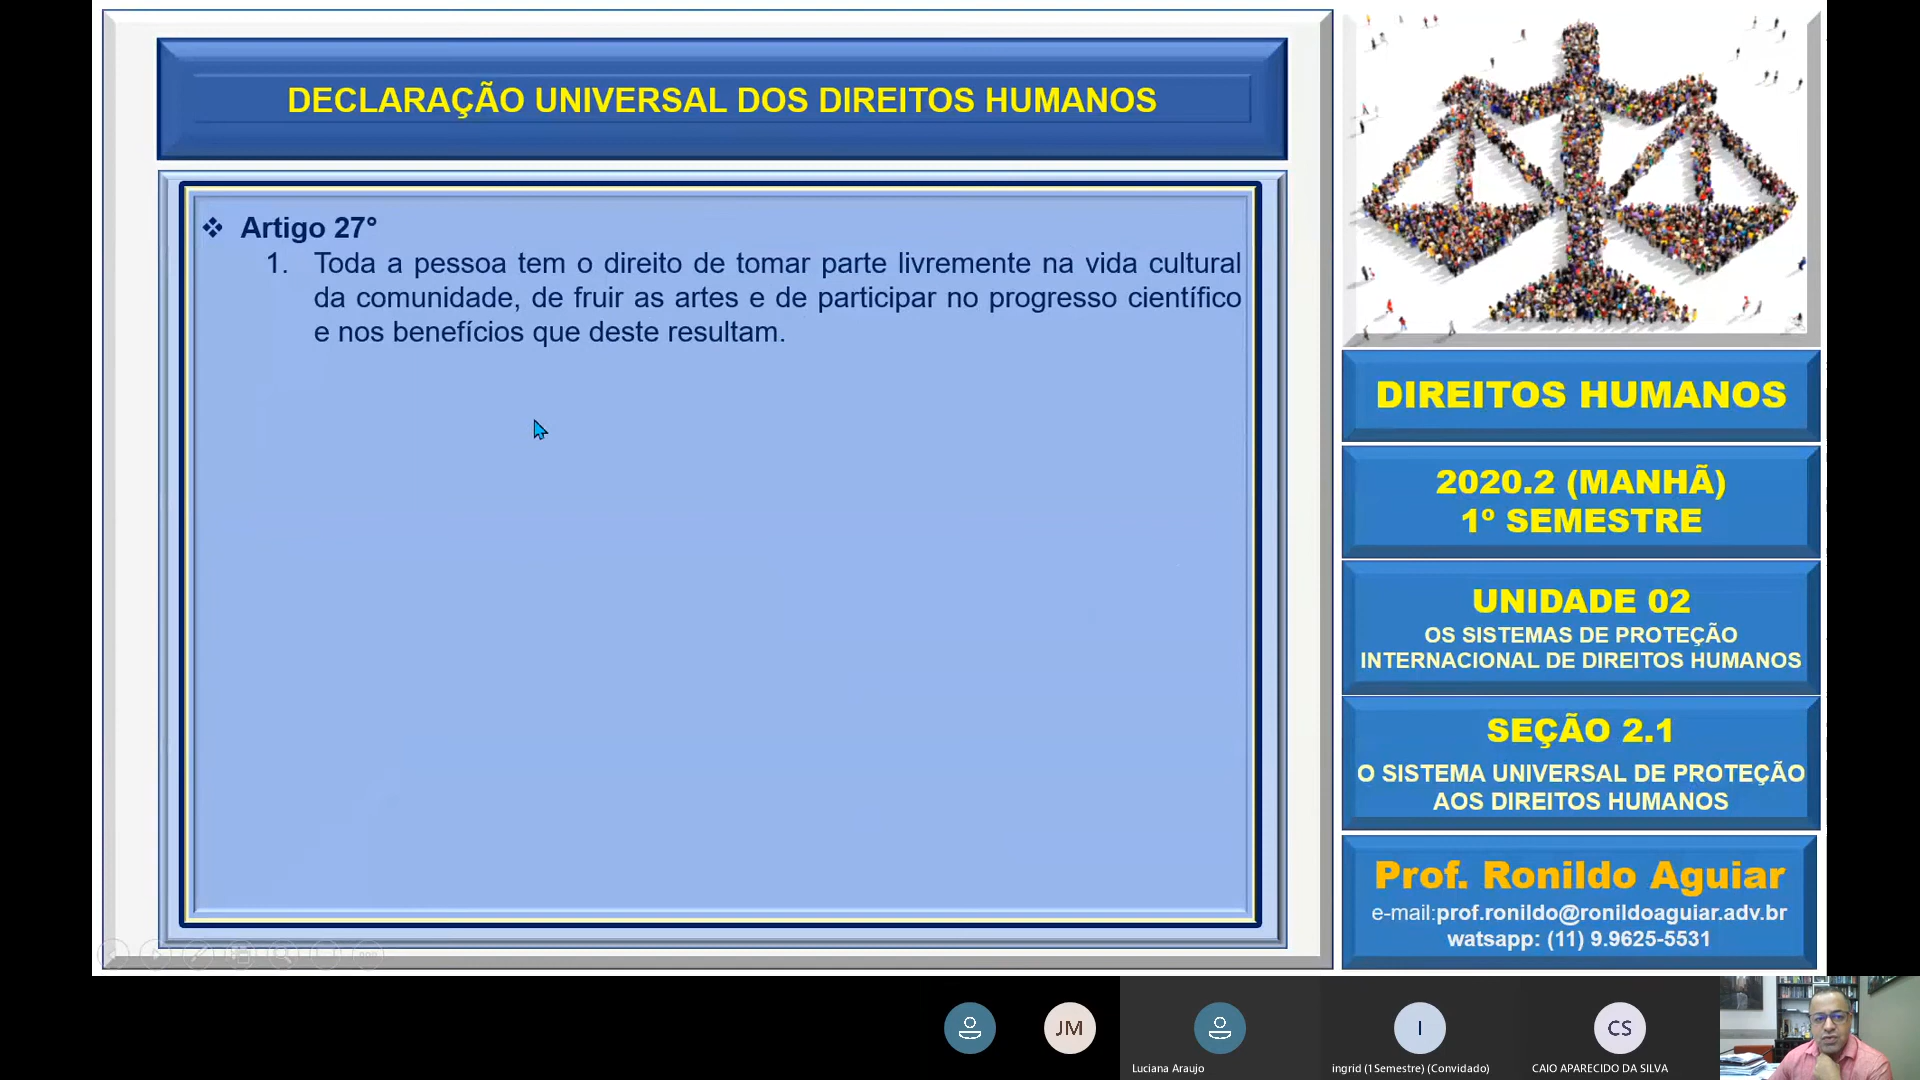 DECLARAÇÃO UNIVERSAL DOS DIREITOS HUMANOS
Artigo 27°
1. Toda a pessoa tem o direito de tomar parte livremente na vida cultural
da comunidade, de fruir as artes e de participar no progresso científico
e nos benefícios que deste resultam.
DIREITOS HUMANOS
2020.2 (MANHÃ)
1º SEMESTRE
UNIDADE 02
OS SISTEMAS DE PROTEÇÃO
INTERNACIONAL DE DIREITOS HUMANOS
SEÇÃO 2.1
O SISTEMA UNIVERSAL DE PROTEÇÃO
AOS DIREITOS HUMANOS
Prof. Ronildo Aguiar
e-mail:prof.ronildo@ronildoaguiar.adv.br
watsapp: (11) 9.9625-5531
JM
I
CS
Luciana Araujo
ingrid (1Semestre) (Convidado)
CAIO APARECIDO DA SILVA